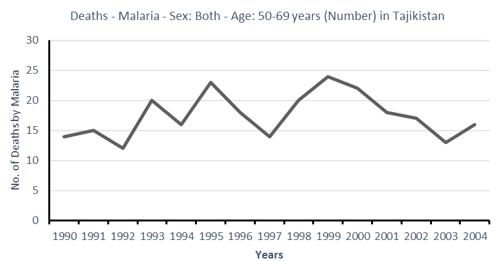 Deaths - Malaria - Sex: Both - Age: 50-69 years (Number) in Tajikistan
No. of Deaths by Malaria
30
25
20
15
10
5
0
1990 1991 1992 1993 1994 1995 1996 1997 1998 1999 2000 2001 2002 2003 2004
Years